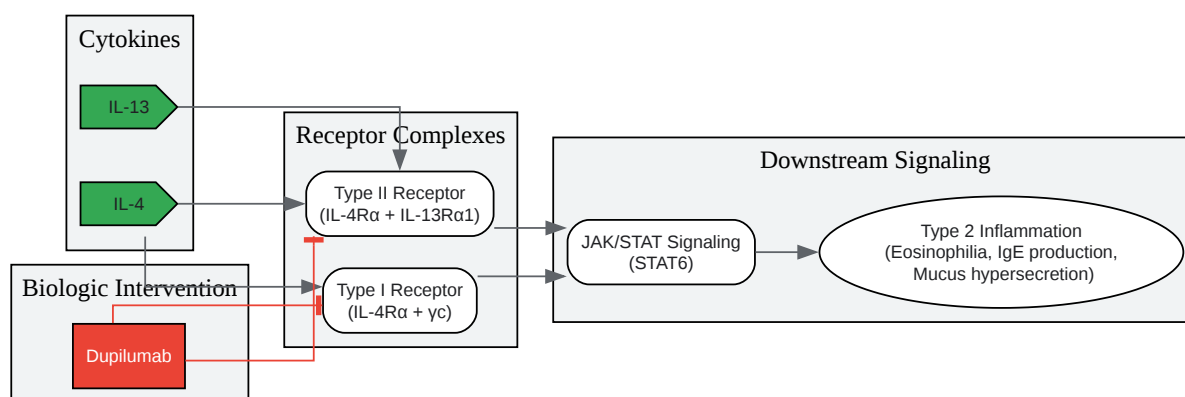 Cytokines
IL-13
IL-4
Biologic Intervention
Dupilumab
Receptor Complexes
Type II Receptor
(IL-4Rα + IL-13Rα1)
Type I Receptor
(IL-4Rα + γc)
Downstream Signaling
JAK/STAT Signaling
(STAT6)
Type 2 Inflammation
(Eosinophilia, IgE production,
Mucus hypersecretion)